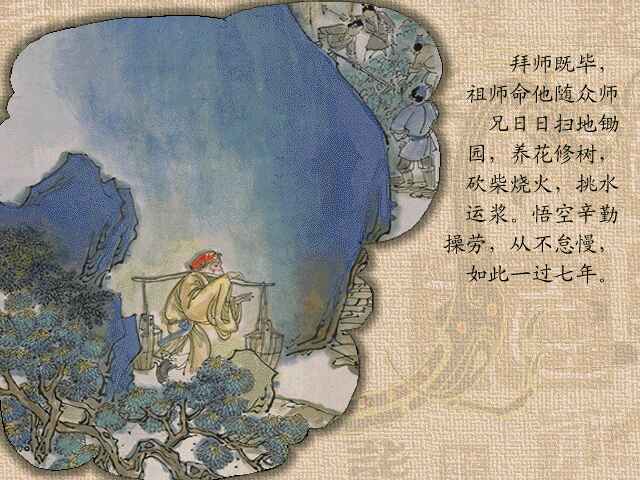 拜师既毕，
祖师命他随众师
兄日日扫地锄
园，养花修树，
砍柴烧火，挑水
运浆。悟空辛勤
操劳，从不怠慢，
如此一过七年。